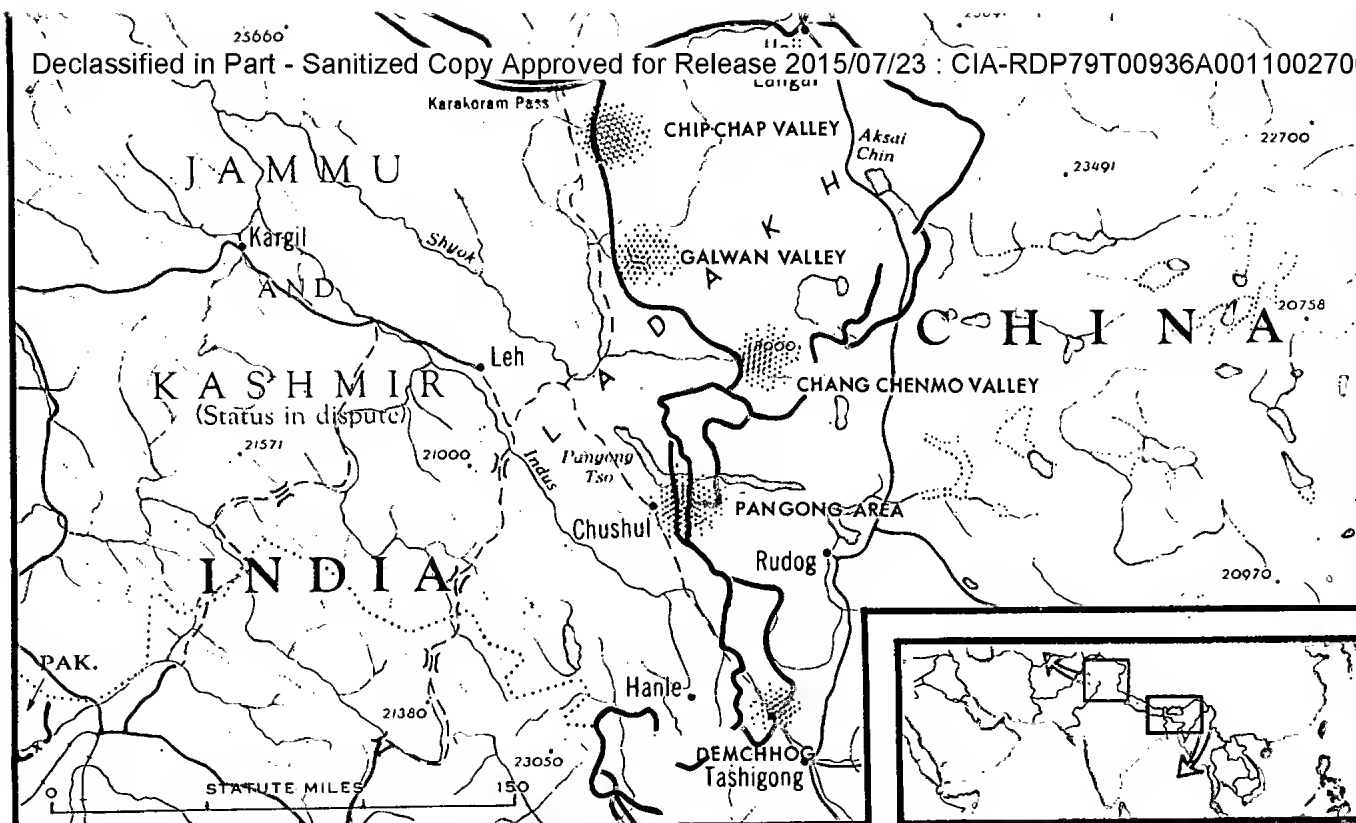 25660
Declassified in Part - Sanitized Copy Approved for Release 2015/07/23 : CIA-RDP79T00936A001100270
Karakoram Pass
CHIP CHAP VALLEY
Aksai
Chin
22700
23491
JAMMU
Kargil
Shyok
GALWAN VALLEY
AND
LADAKH
20758
CHINA
Leh
KASHMIR
(Status in dispute)
CHANG CHENMO VALLEY
21571
21000
Indus
Pangong
Tso
Chushul
PANGONG AREA
Rudog
INDIA
20970
PAK.
Hanle
21380
DEMCHHOG
Tashigong
23050
STATUTE MILES
0
150